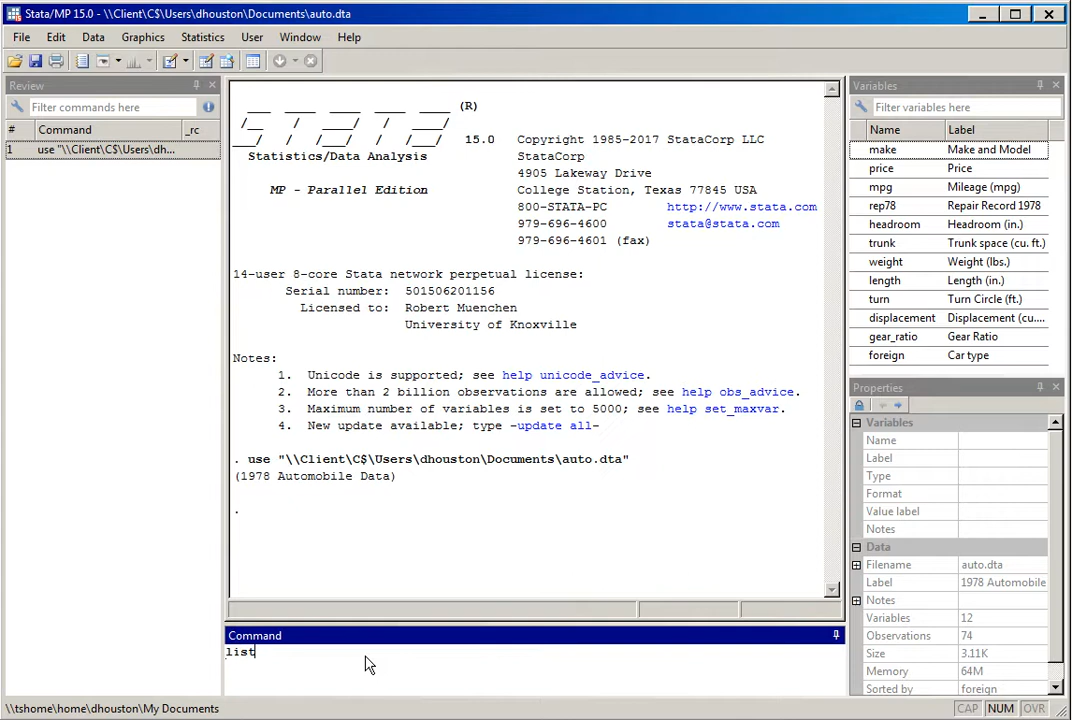 Stata/MP 15.0 - \\Client\C$\Users\dhouston\Documents\auto.dta
File Edit Data Graphics Statistics User Window Help
Review
Filter commands here
# Command _rc
1 use "\\Client\C$\Users\dh...
(R)
15.0 Copyright 1985-2017 StataCorp LLC
Statistics/Data Analysis StataCorp
4905 Lakeway Drive
MP - Parallel Edition College Station, Texas 77845 USA
800-STATA-PC http://www.stata.com
979-696-4600 stata@stata.com
979-696-4601 (fax)
14-user 8-core Stata network perpetual license:
Serial number: 501506201156
Licensed to: Robert Muenchen
University of Knoxville
Notes:
1. Unicode is supported; see help unicode_advice.
2. More than 2 billion observations are allowed; see help obs_advice.
3. Maximum number of variables is set to 5000; see help set_maxvar.
4. New update available; type -update all-
. use "\\Client\C$\Users\dhouston\Documents\auto.dta"
(1978 Automobile Data)
.
Command
list
Variables
Filter variables here
Name Label
make Make and Model
price Price
mpg Mileage (mpg)
rep78 Repair Record 1978
headroom Headroom (in.)
trunk Trunk space (cu. ft.)
weight Weight (lbs.)
length Length (in.)
turn Turn Circle (ft.)
displacement Displacement (cu....
gear_ratio Gear Ratio
foreign Car type
Properties
Variables
Name
Label
Type
Format
Value label
Notes
Data
Filename auto.dta
Label 1978 Automobile
Notes
Variables 12
Observations 74
Size 3.11K
Memory 64M
Sorted by foreign
\\tshome\home\dhouston\My Documents CAP NUM OVR